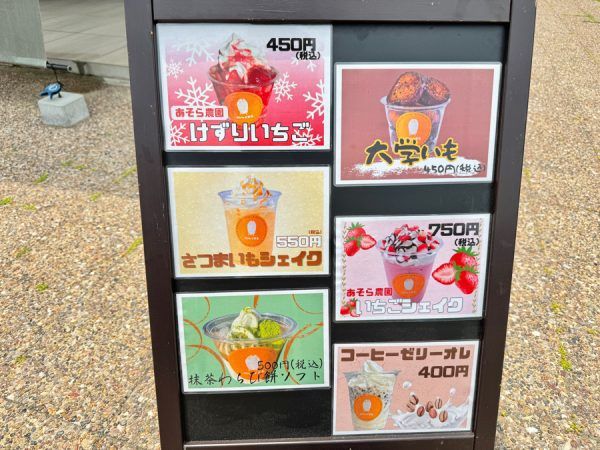 450円
(税込)
あそら農園
けずりいちご
(税込)
550円
さつまいもシェイク
500円(税込)
抹茶わらび餅ソフト
大学いも
450円(税込)
750円
(税込)
あそら農園
いちごシェイク
コーヒーゼリーオレ
400円